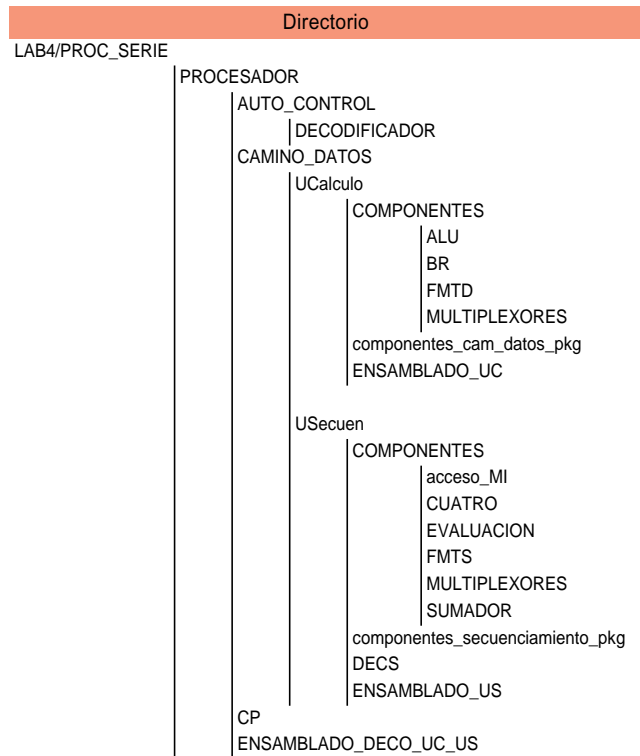 Directorio
LAB4/PROC_SERIE
PROCESADOR
AUTO_CONTROL
DECODIFICADOR
CAMINO_DATOS
UCalculo
COMPONENTES
ALU
BR
FMTD
MULTIPLEXORES
componentes_cam_datos_pkg
ENSAMBLADO_UC
USecuen
COMPONENTES
acceso_MI
CUATRO
EVALUACION
FMTS
MULTIPLEXORES
SUMADOR
componentes_secuenciamiento_pkg
DECS
ENSAMBLADO_US
CP
ENSAMBLADO_DECO_UC_US